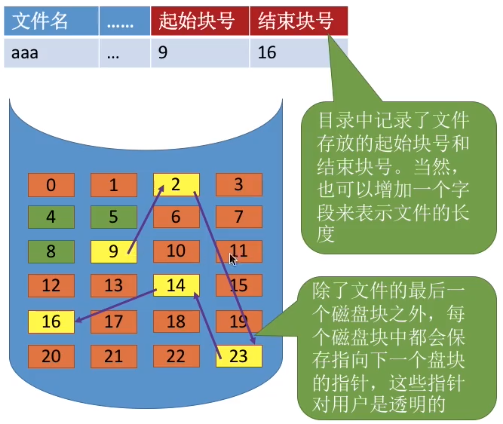 文件名 …… 起始块号 结束块号
aaa … 9 16
目录中记录了文件
存放的起始块号和
结束块号。当然，
也可以增加一个字
段来表示文件的长
度
0 1 2 3
4 5 6 7
8 9 10 11
12 13 14 15
16 17 18 19
20 21 22 23
除了文件的最后一
个磁盘块之外，每
个磁盘块中都会保
存指向下一个盘块
的指针，这些指针
对用户是透明的